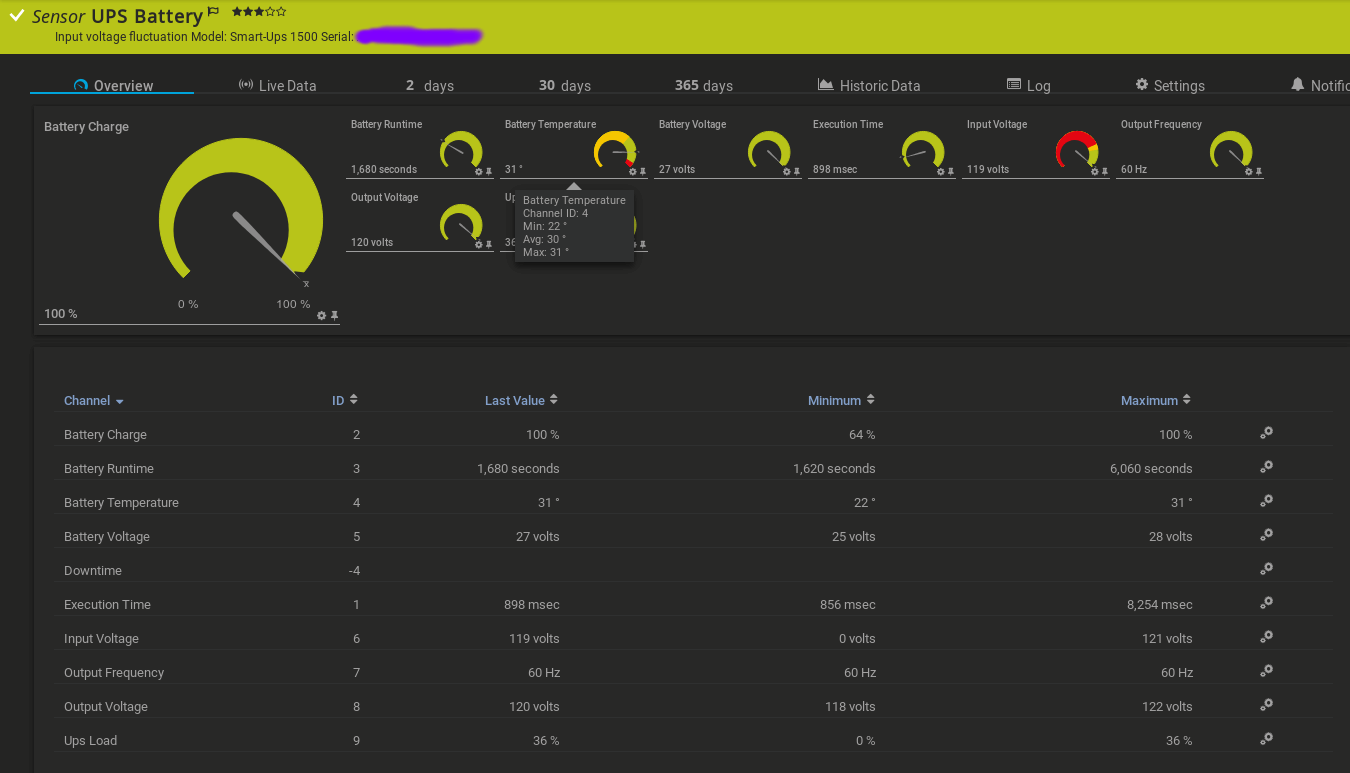 Sensor UPS Battery
Input voltage fluctuation Model: Smart-Ups 1500 Serial:
Overview Live Data 2 days 30 days 365 days Historic Data Log Settings
Battery Charge
0 % 100 %
x
100 %
Battery Runtime
1,680 seconds
Battery Temperature
31 °
Battery Voltage
27 volts
Execution Time
898 msec
Input Voltage
119 volts
Output Frequency
60 Hz
Output Voltage
120 volts
Battery Temperature
Channel ID: 4
Min: 22 °
Avg: 30 °
Max: 31 °
Channel ID Last Value Minimum Maximum
Battery Charge 2 100 % 64 % 100 %
Battery Runtime 3 1,680 seconds 1,620 seconds 6,060 seconds
Battery Temperature 4 31 ° 22 ° 31 °
Battery Voltage 5 27 volts 25 volts 28 volts
Downtime -4
Execution Time 1 898 msec 856 msec 8,254 msec
Input Voltage 6 119 volts 0 volts 121 volts
Output Frequency 7 60 Hz 60 Hz 60 Hz
Output Voltage 8 120 volts 118 volts 122 volts
Ups Load 9 36 % 0 % 36 %